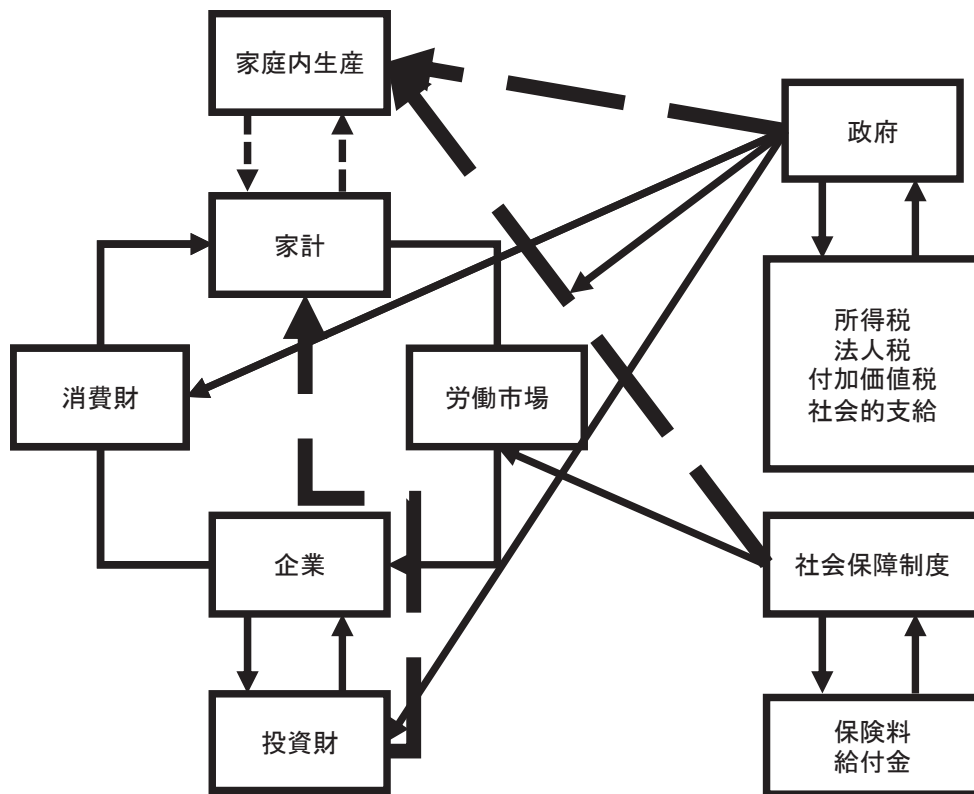 家庭内生産
政府
家計
所得税
法人税
付加価値税
社会的支給
消費財
労働市場
企業
社会保障制度
投資財
保険料
給付金